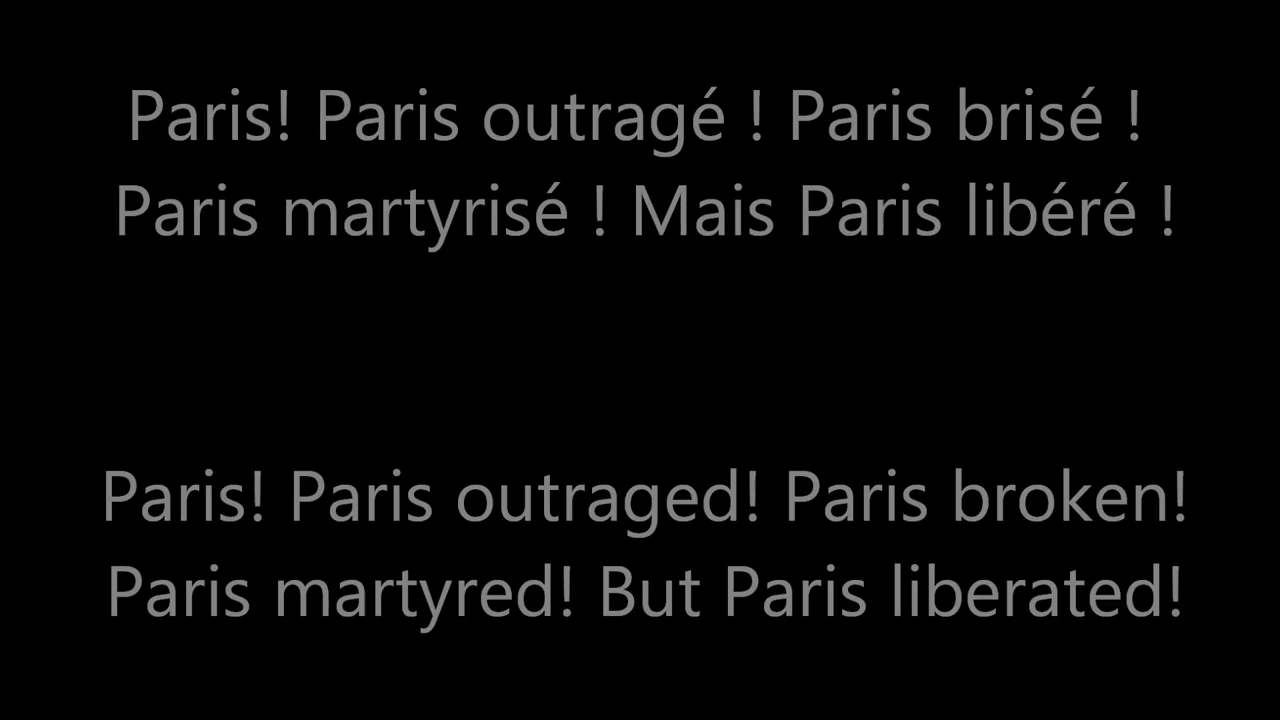 Paris! Paris outragé ! Paris brisé !
Paris martyrisé ! Mais Paris libéré !
Paris! Paris outraged! Paris broken!
Paris martyred! But Paris liberated!